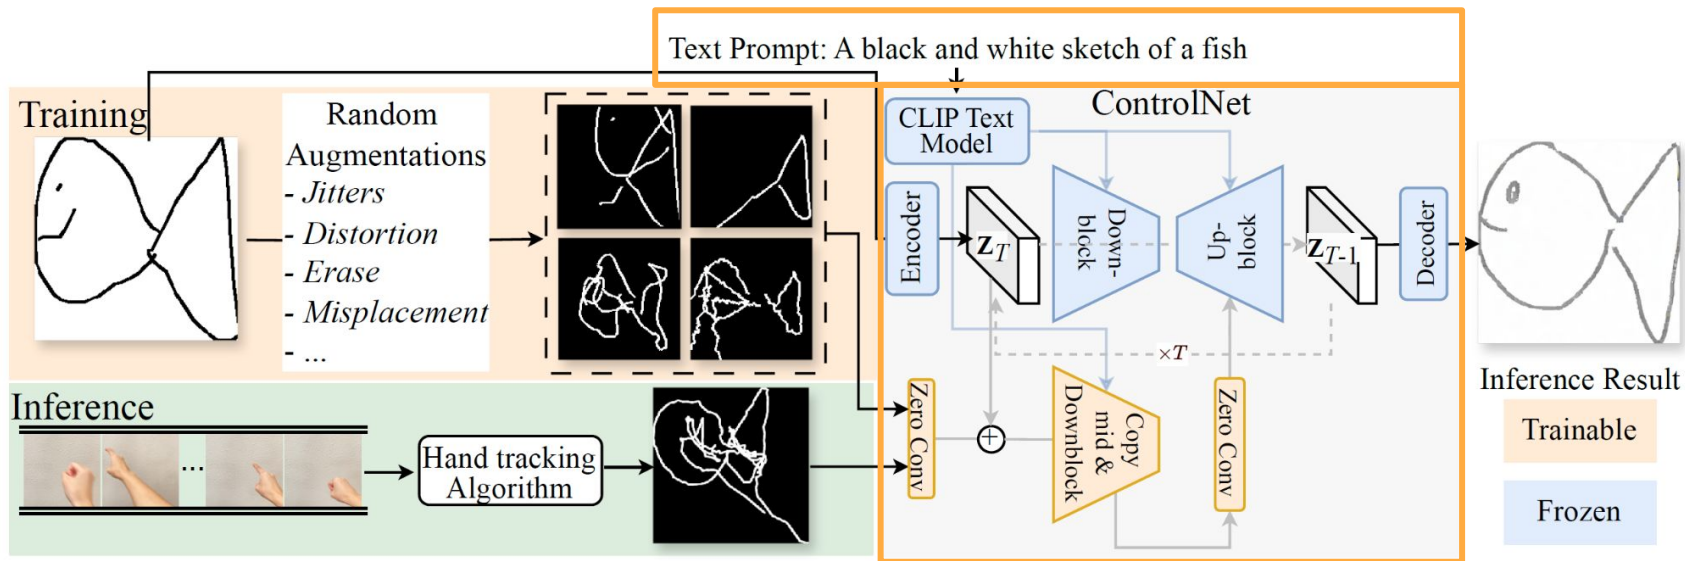 Text Prompt: A black and white sketch of a fish
Training
Random
Augmentations
- Jitters
- Distortion
- Erase
- Misplacement
- ...
Inference
...
Hand tracking
Algorithm
ControlNet
CLIP Text
Model
Encoder
Z_T
Down-
block
Up-
block
Z_{T-1}
Decoder
×T
Zero Conv
+
Copy
mid &
Downblock
Zero Conv
Inference Result
Trainable
Frozen